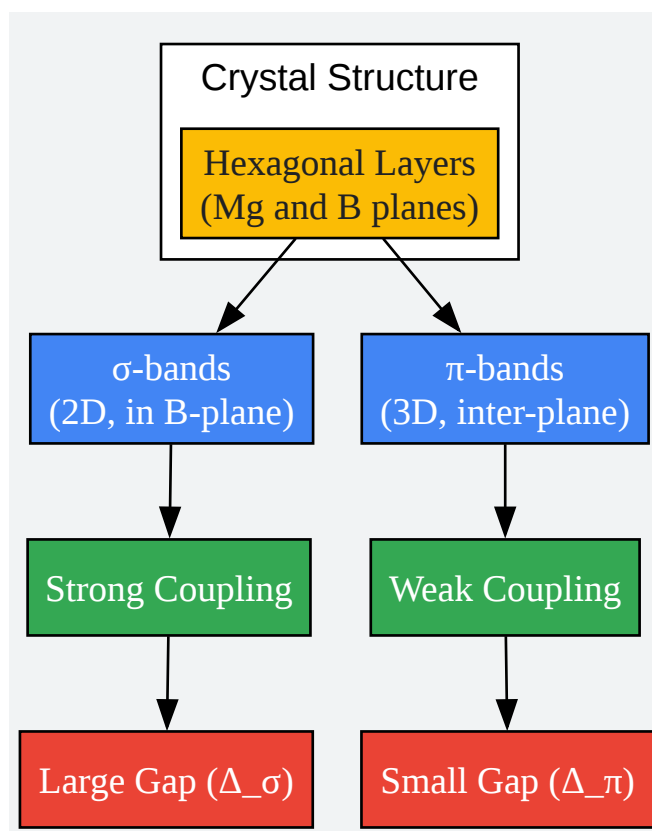 Crystal Structure
Hexagonal Layers
(Mg and B planes)
σ-bands
(2D, in B-plane)
π-bands
(3D, inter-plane)
Strong Coupling
Weak Coupling
Large Gap (Δ_σ)
Small Gap (Δ_π)